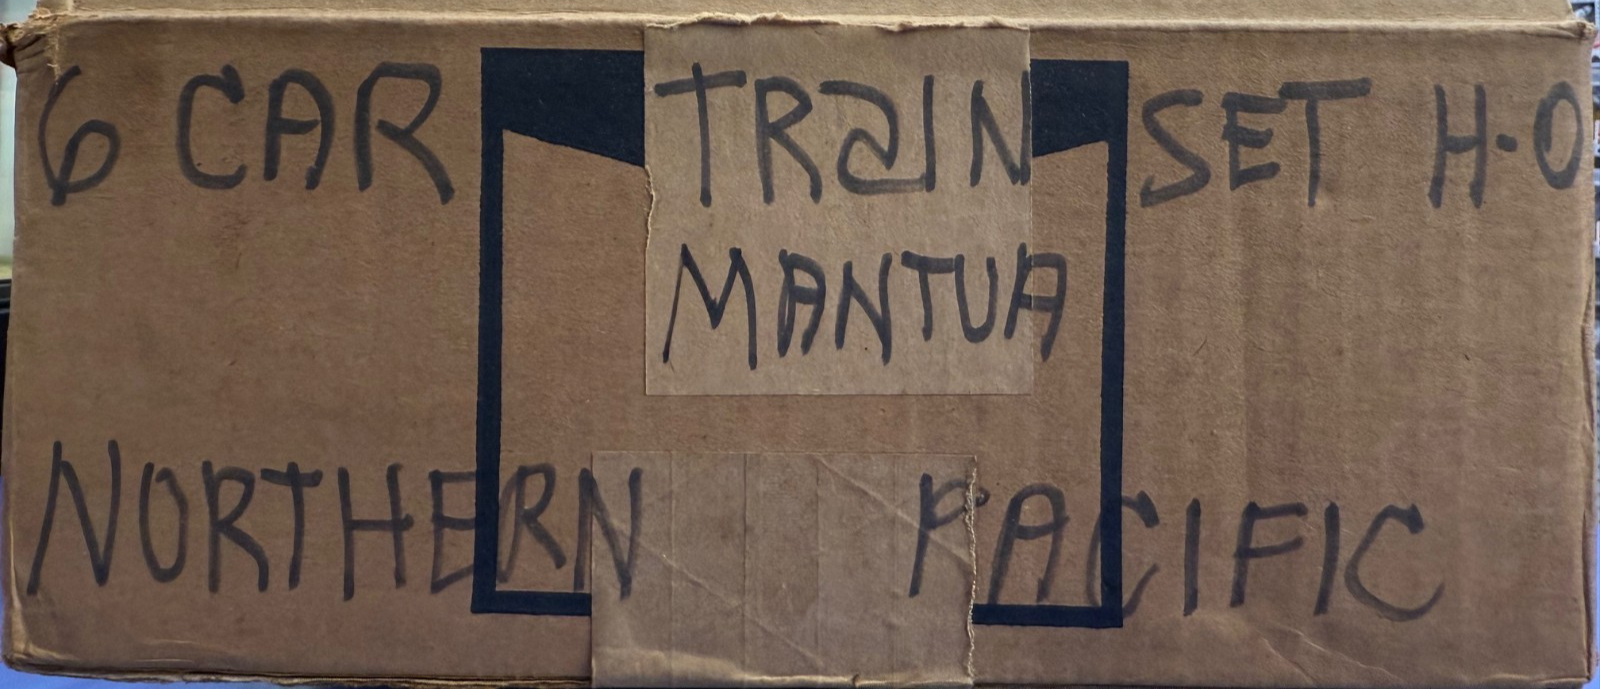 6 CAR TRAIN SET H-O
MANTUA
NORTHERN PACIFIC